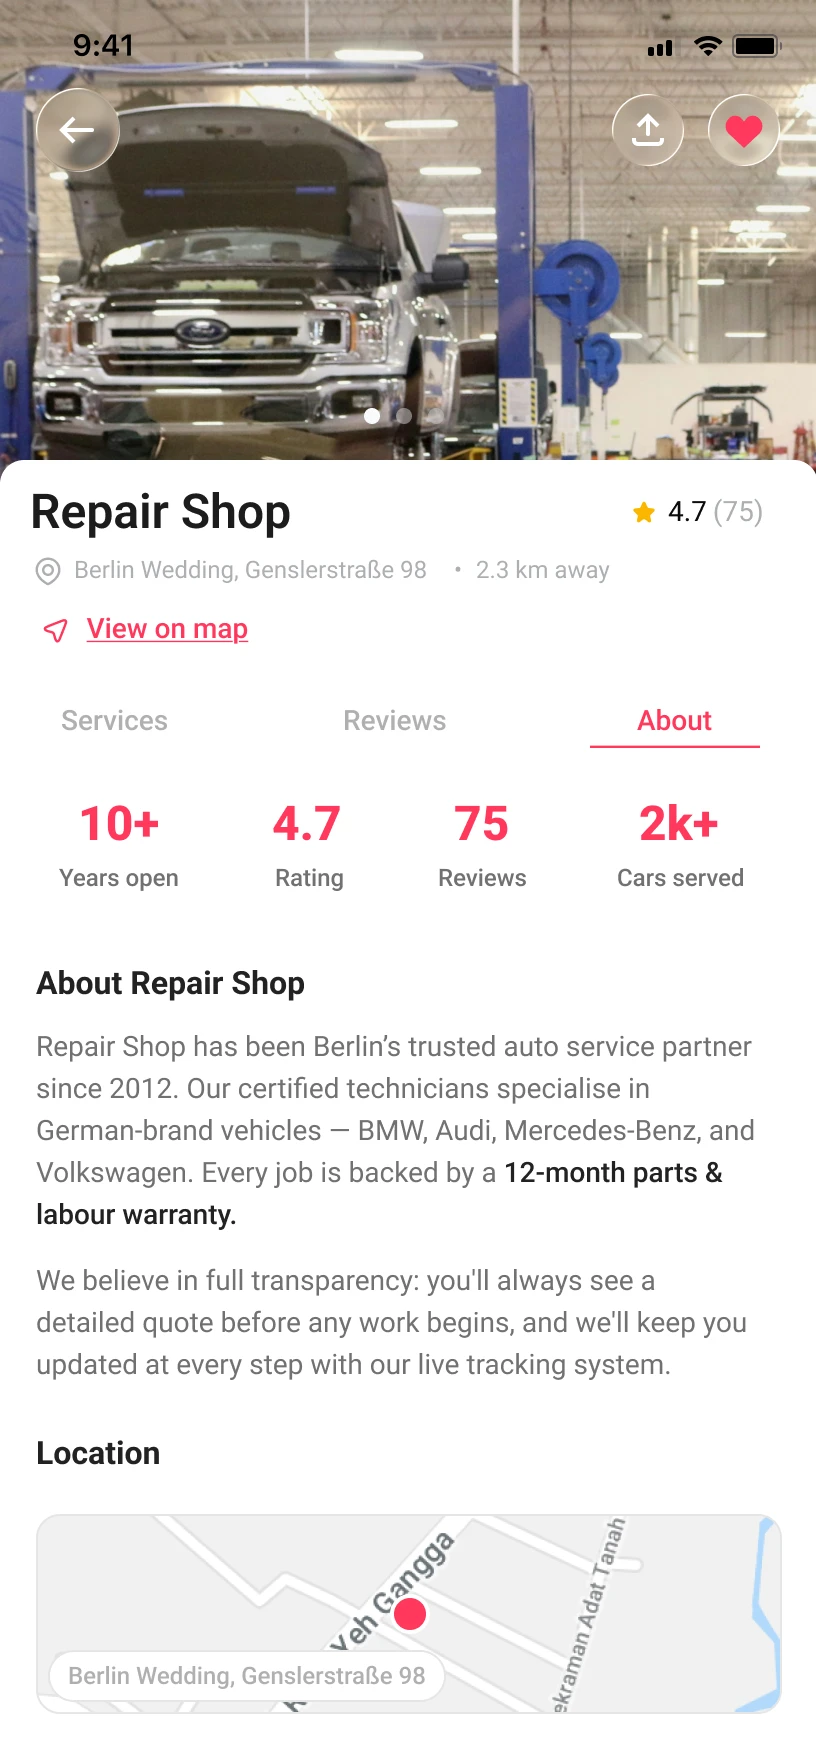 9:41
Repair Shop
4.7 (75)
Berlin Wedding, Genslerstraße 98 • 2.3 km away
View on map
Services Reviews About
10+ 4.7 75 2k+
Years open Rating Reviews Cars served
About Repair Shop
Repair Shop has been Berlin’s trusted auto service partner
since 2012. Our certified technicians specialise in
German-brand vehicles — BMW, Audi, Mercedes-Benz, and
Volkswagen. Every job is backed by a 12-month parts &
labour warranty.
We believe in full transparency: you'll always see a
detailed quote before any work begins, and we'll keep you
updated at every step with our live tracking system.
Location
Yeh Gangga
ekraman Adat Tanah
Berlin Wedding, Genslerstraße 98